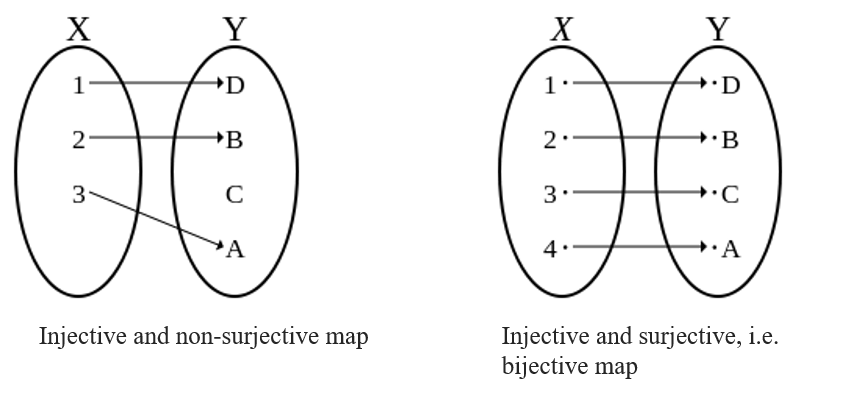 X Y
1 D
2 B
3 C
A
Injective and non-surjective map
X Y
1· ·D
2· ·B
3· ·C
4· ·A
Injective and surjective, i.e.
bijective map